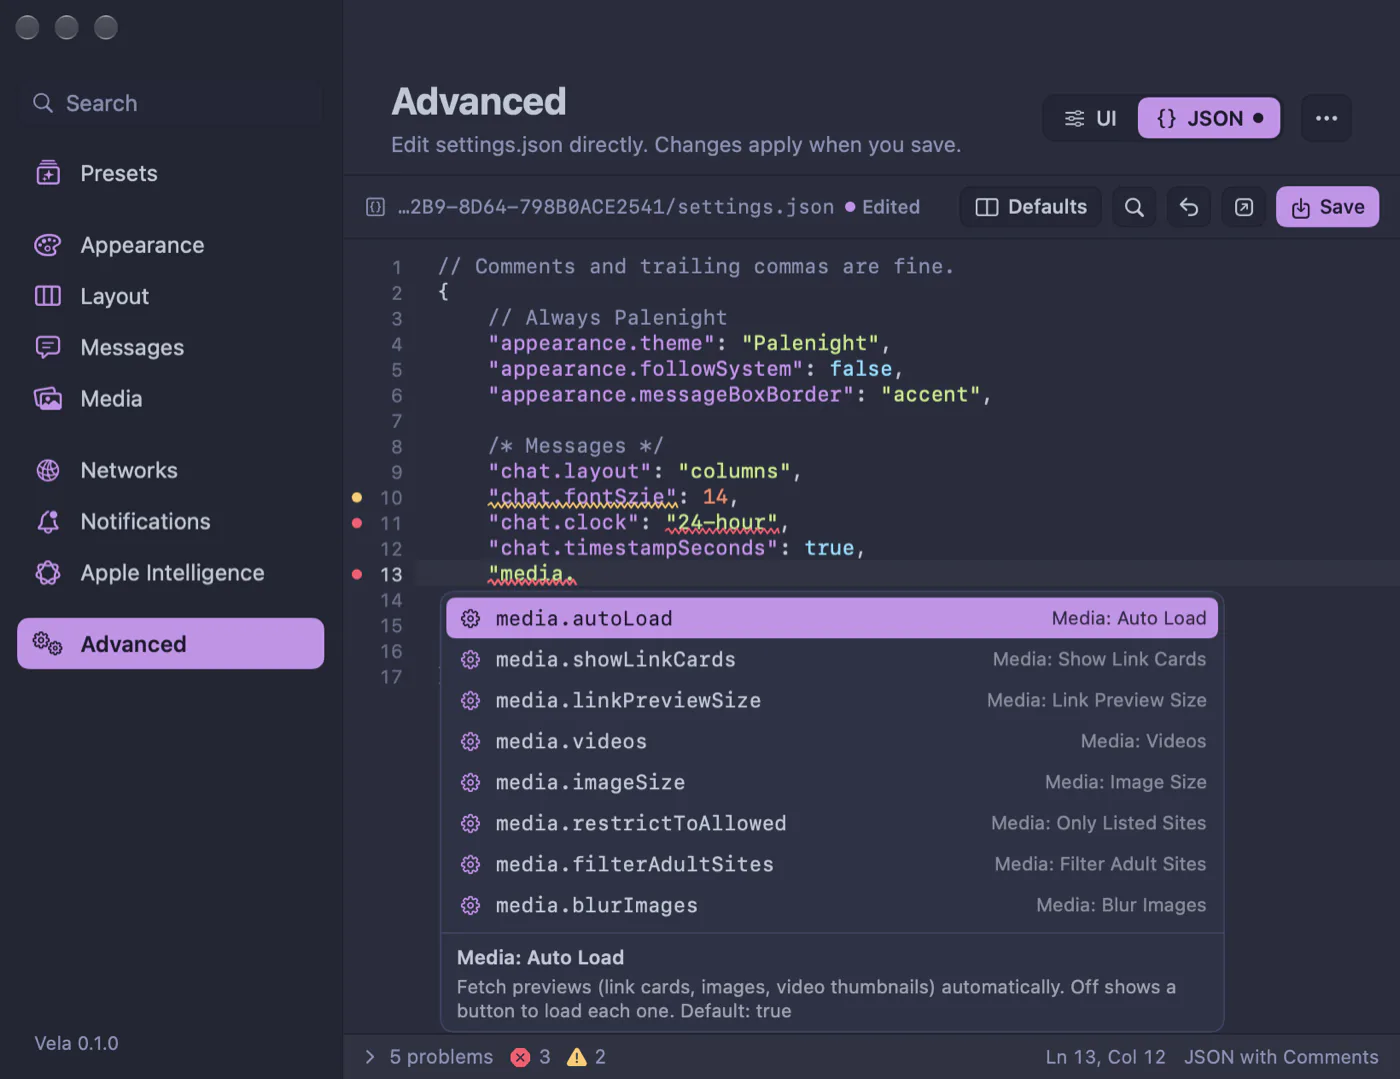 Search
Presets
Appearance
Layout
Messages
Media
Networks
Notifications
Apple Intelligence
Advanced
Vela 0.1.0
Advanced
Edit settings.json directly. Changes apply when you save.
UI
{} JSON
…2B9-8D64-798B0ACE2541/settings.json Edited
Defaults
Save
1 // Comments and trailing commas are fine.
2 {
3 // Always Palenight
4 "appearance.theme": "Palenight",
5 "appearance.followSystem": false,
6 "appearance.messageBoxBorder": "accent",
7
8 /* Messages */
9 "chat.layout": "columns",
10 "chat.fontSzie": 14,
11 "chat.clock": "24-hour",
12 "chat.timestampSeconds": true,
13 "media.
14
15
16
17
media.autoLoad Media: Auto Load
media.showLinkCards Media: Show Link Cards
media.linkPreviewSize Media: Link Preview Size
media.videos Media: Videos
media.imageSize Media: Image Size
media.restrictToAllowed Media: Only Listed Sites
media.filterAdultSites Media: Filter Adult Sites
media.blurImages Media: Blur Images
Media: Auto Load
Fetch previews (link cards, images, video thumbnails) automatically. Off shows a
button to load each one. Default: true
5 problems 3 2
Ln 13, Col 12 JSON with Comments